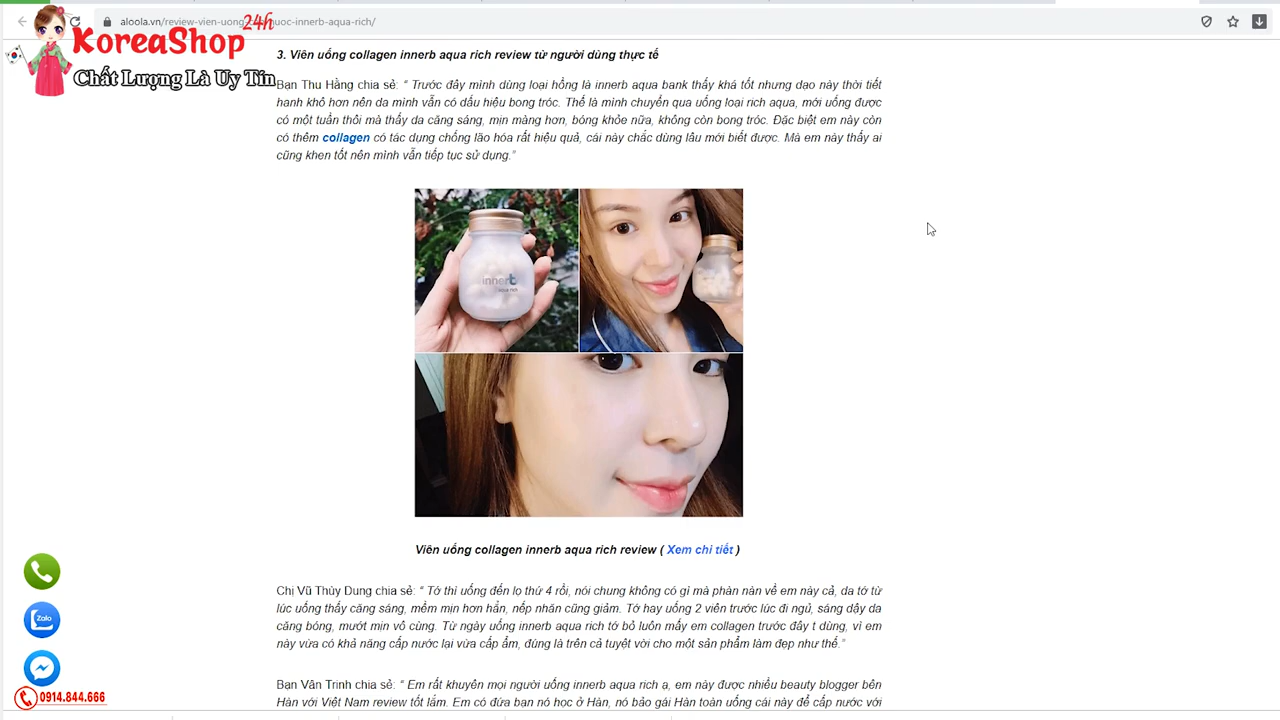 aloola.vn/review-vien-uong
uoc-innerb-aqua-rich/
KoreaShop 24h
Chất Lượng Là Uy Tín
3. Viên uống collagen innerb aqua rich review từ người dùng thực tế
Bạn Thu Hằng chia sẻ: “ Trước đây mình dùng loại hồng là innerb aqua bank thấy khá tốt nhưng dạo này thời tiết
hanh khô hơn nên da mình vẫn có dấu hiệu bong tróc. Thế là mình chuyển qua uống loại rich aqua, mới uống được
có một tuần thôi mà thấy da căng sáng, mịn màng hơn, bóng khỏe nữa, không còn bong tróc. Đặc biệt em này còn
có thêm collagen có tác dụng chống lão hóa rất hiệu quả, cái này chắc dùng lâu mới biết được. Mà em này thấy ai
cũng khen tốt nên mình vẫn tiếp tục sử dụng.”
innerb
aqua rich
Viên uống collagen innerb aqua rich review ( Xem chi tiết )
Chị Vũ Thùy Dung chia sẻ: “ Tớ thì uống đến lọ thứ 4 rồi, nói chung không có gì mà phàn nàn về em này cả, da tớ từ
lúc uống thấy căng sáng, mềm mịn hơn hẳn, nếp nhăn cũng giảm. Tớ hay uống 2 viên trước lúc đi ngủ, sáng dậy da
căng bóng, mướt mịn vô cùng. Từ ngày uống innerb aqua rich tớ bỏ luôn mấy em collagen trước đây t dùng, vì em
này vừa có khả năng cấp nước lại vừa cấp ẩm, đúng là trên cả tuyệt vời cho một sản phẩm làm đẹp như thế.”
Zalo
0914.844.666
Bạn Vân Trinh chia sẻ: “ Em rất khuyên mọi người uống innerb aqua rich ạ, em này được nhiều beauty blogger bên
Hàn với Việt Nam review tốt lắm. Em có đứa bạn nó học ở Hàn, nó bảo gái Hàn toàn uống cái này để cấp nước với